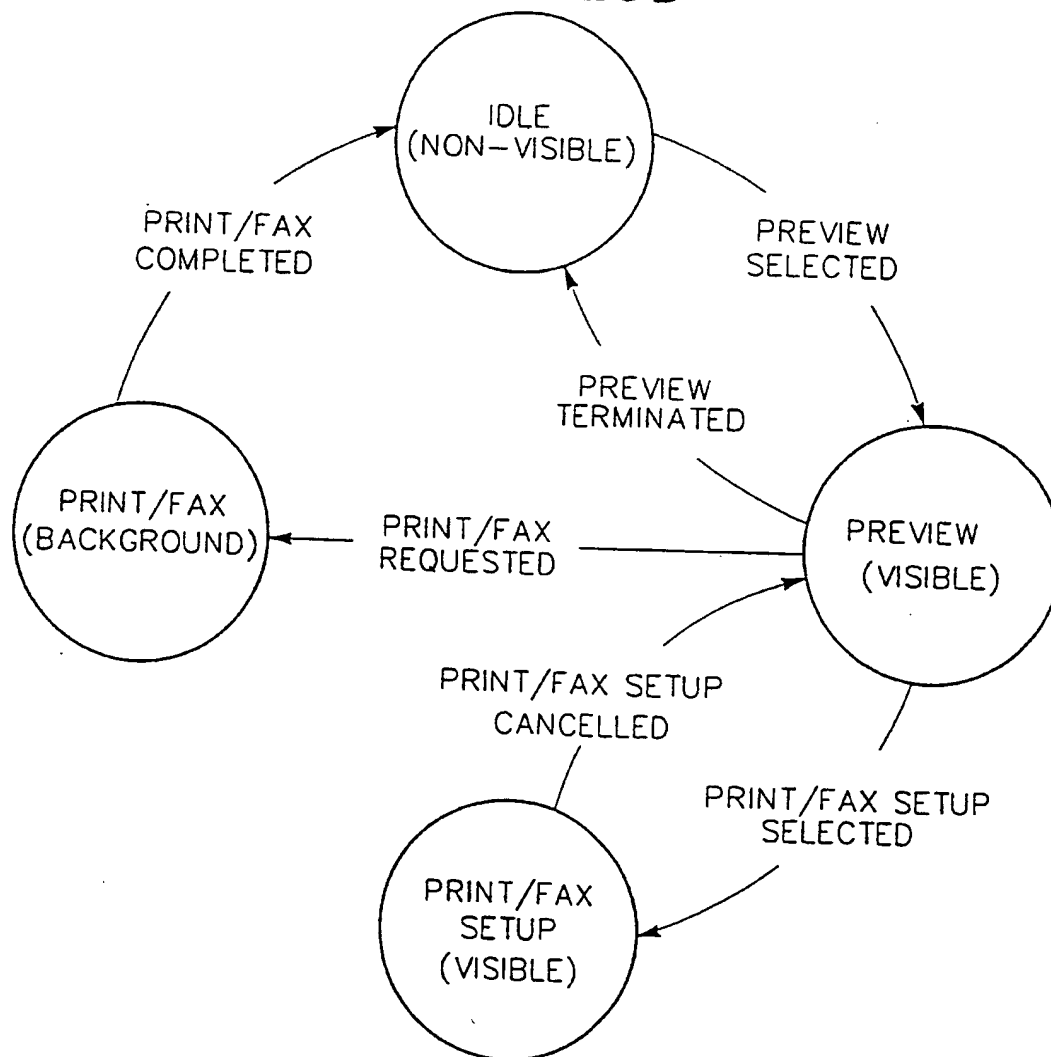 IDLE
(NON-VISIBLE)
PRINT/FAX
COMPLETED
PREVIEW
SELECTED
PREVIEW
TERMINATED
PRINT/FAX
(BACKGROUND)
PRINT/FAX
REQUESTED
PREVIEW
(VISIBLE)
PRINT/FAX SETUP
CANCELLED
PRINT/FAX SETUP
SELECTED
PRINT/FAX
SETUP
(VISIBLE)